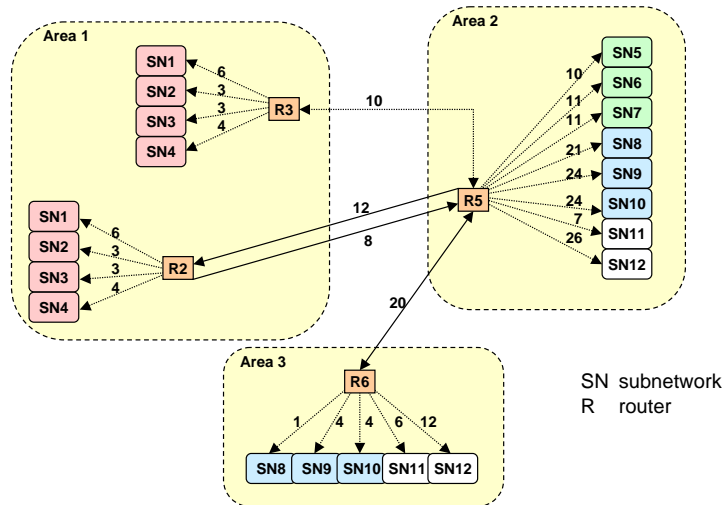 Area 1
SN1
SN2
SN3
SN4
6
3
3
4
R3
10
Area 2
SN5
SN6
SN7
SN8
SN9
SN10
SN11
SN12
10
11
11
21
24
24
7
26
R5
12
8
SN1
SN2
SN3
SN4
6
3
3
4
R2
20
Area 3
R6
1
4
4
6
12
SN8
SN9
SN10
SN11
SN12
SN subnetwork
R router